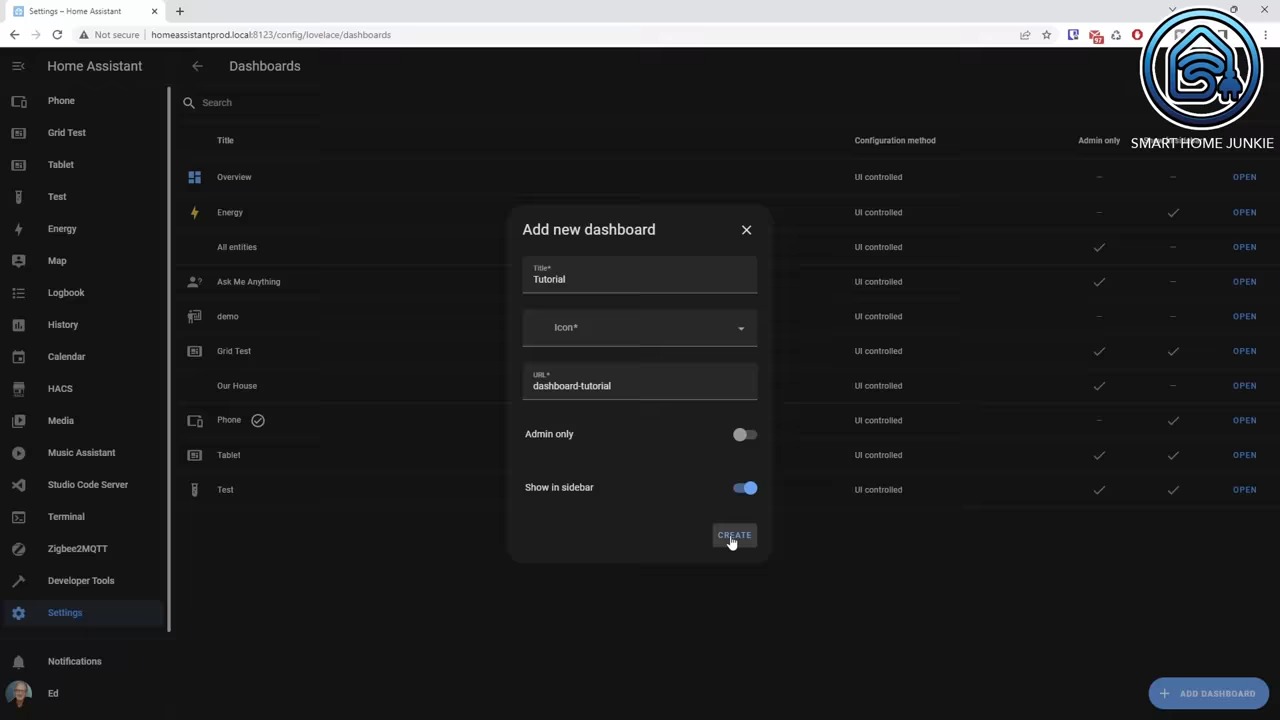 Settings – Home Assistant
Not secure homeassistantprod.local:8123/config/lovelace/dashboards
97
SMART HOME JUNKIE
Home Assistant
Phone
Grid Test
Tablet
Test
Energy
Map
Logbook
History
Calendar
HACS
Media
Music Assistant
Studio Code Server
Terminal
Zigbee2MQTT
Developer Tools
Settings
Notifications
Ed
Dashboards
Search
Title Configuration method Admin only
Overview UI controlled – – OPEN
Energy UI controlled – OPEN
All entities UI controlled – OPEN
Ask Me Anything UI controlled – OPEN
demo UI controlled – – OPEN
Grid Test UI controlled OPEN
Our House UI controlled – OPEN
Phone UI controlled – OPEN
Tablet UI controlled OPEN
Test UI controlled OPEN
Add new dashboard
Title*
Tutorial
Icon*
URL*
dashboard-tutorial
Admin only
Show in sidebar
CREATE
ADD DASHBOARD